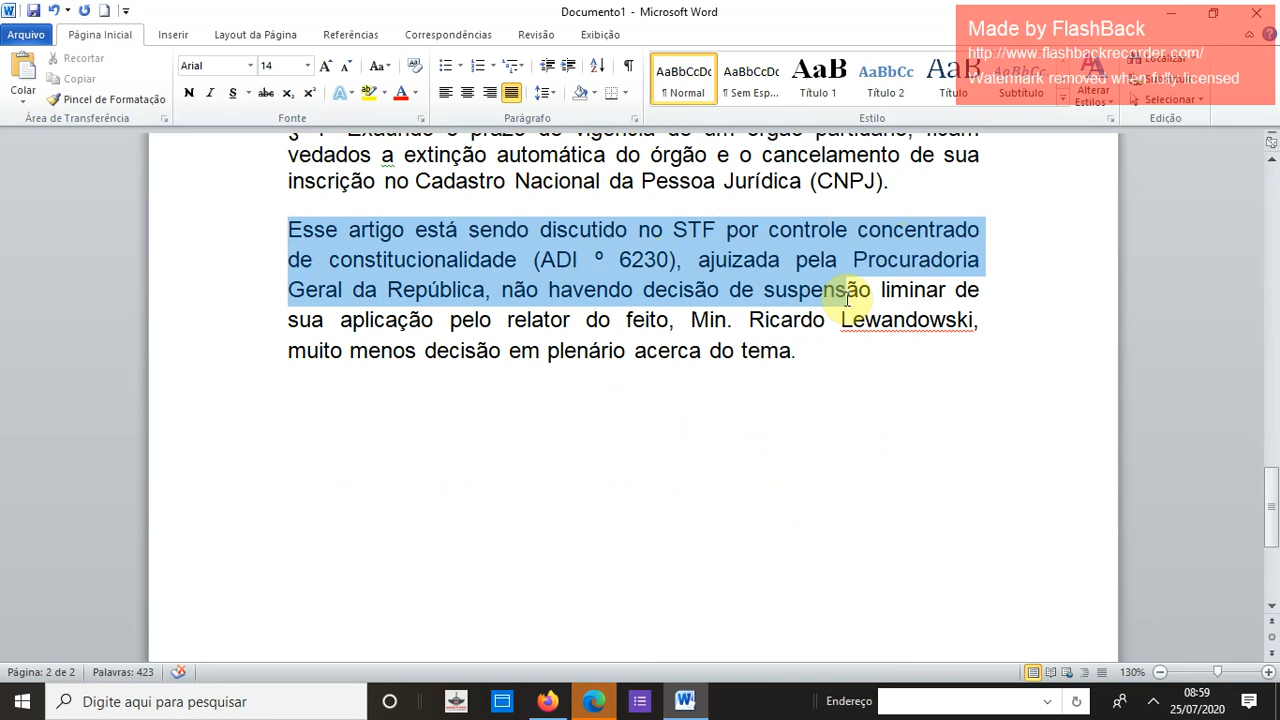 Documento1 - Microsoft Word
Made by FlashBack
http://www.flashbackrecorder.com/
Watermark removed when fully licensed
Arquivo Página Inicial Inserir Layout da Página Referências Correspondências Revisão Exibição
Recortar
Copiar
Pincel de Formatação
Colar
Arial 14
AaBbCcDc AaBbCcDc AaB AaBbCc AaB AaBbCcDc
¶ Normal ¶ Sem Esp... Título 1 Título 2 Título Subtítulo
Alterar Estilos
Localizar
Selecionar
Área de Transferência Fonte Parágrafo Estilo Edição
vedados a extinção automática do órgão e o cancelamento de sua
inscrição no Cadastro Nacional da Pessoa Jurídica (CNPJ).
Esse artigo está sendo discutido no STF por controle concentrado
de constitucionalidade (ADI º 6230), ajuizada pela Procuradoria
Geral da República, não havendo decisão de suspensão liminar de
sua aplicação pelo relator do feito, Min. Ricardo Lewandowski,
muito menos decisão em plenário acerca do tema.
Página: 2 de 2 Palavras: 423 130%
Digite aqui para pesquisar
Endereço
08:59
25/07/2020